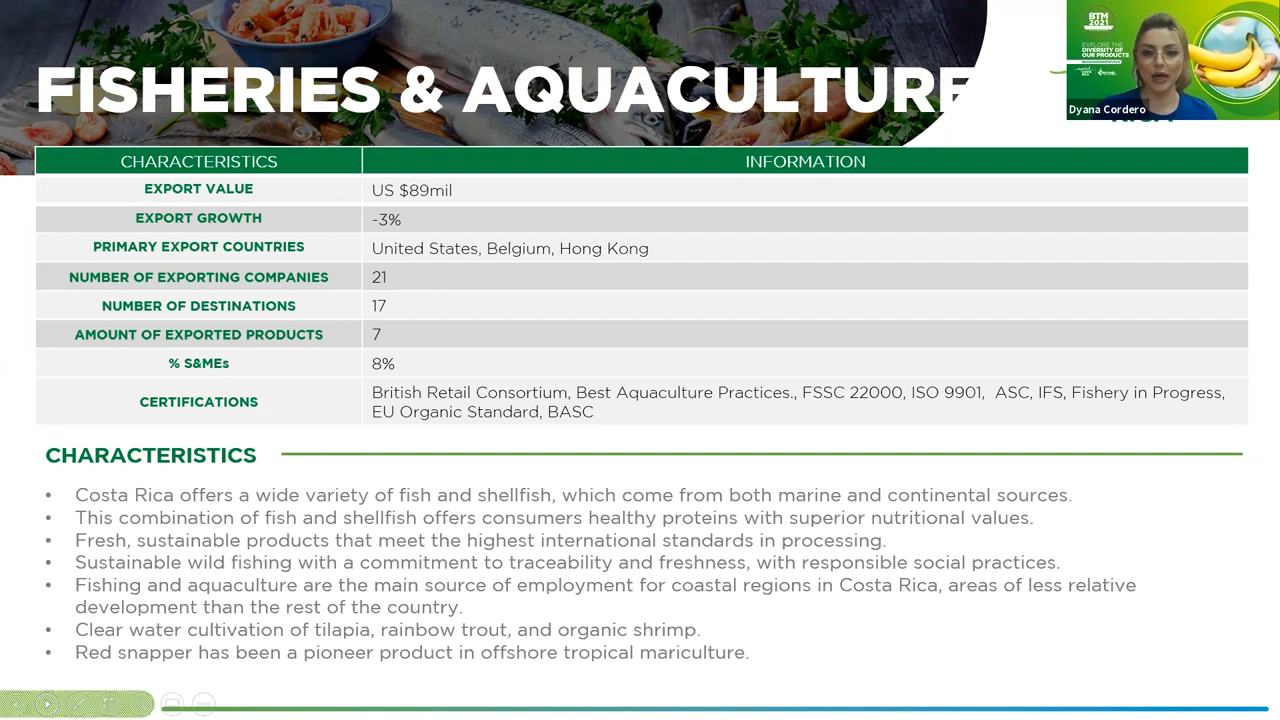 FISHERIES & AQUACULTURE
BTM
2021
EXPLORE THE
DIVERSITY OF
OUR PRODUCTS
Dyana Cordero
CHARACTERISTICS INFORMATION
EXPORT VALUE US $89mil
EXPORT GROWTH -3%
PRIMARY EXPORT COUNTRIES United States, Belgium, Hong Kong
NUMBER OF EXPORTING COMPANIES 21
NUMBER OF DESTINATIONS 17
AMOUNT OF EXPORTED PRODUCTS 7
% S&MEs 8%
CERTIFICATIONS British Retail Consortium, Best Aquaculture Practices., FSSC 22000, ISO 9901, ASC, IFS, Fishery in Progress,
EU Organic Standard, BASC
CHARACTERISTICS
• Costa Rica offers a wide variety of fish and shellfish, which come from both marine and continental sources.
• This combination of fish and shellfish offers consumers healthy proteins with superior nutritional values.
• Fresh, sustainable products that meet the highest international standards in processing.
• Sustainable wild fishing with a commitment to traceability and freshness, with responsible social practices.
• Fishing and aquaculture are the main source of employment for coastal regions in Costa Rica, areas of less relative
development than the rest of the country.
• Clear water cultivation of tilapia, rainbow trout, and organic shrimp.
• Red snapper has been a pioneer product in offshore tropical mariculture.